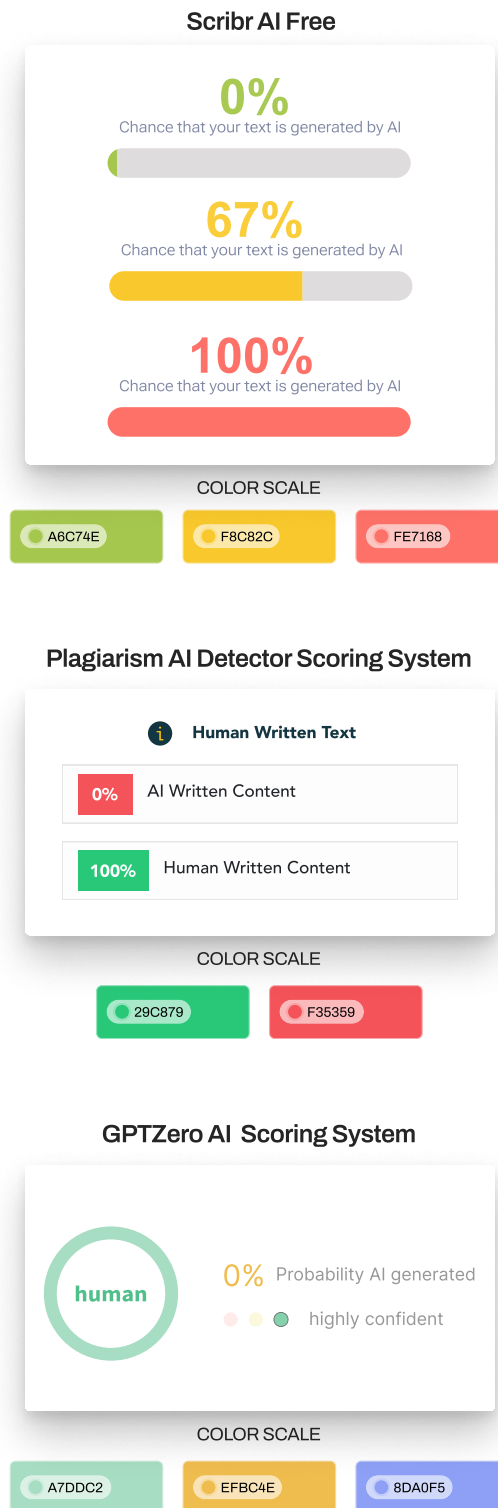 Scribr AI Free
0%
Chance that your text is generated by AI
67%
Chance that your text is generated by AI
100%
Chance that your text is generated by AI
COLOR SCALE
A6C74E
F8C82C
FE7168
Plagiarism AI Detector Scoring System
i Human Written Text
0% AI Written Content
100% Human Written Content
COLOR SCALE
29C879
F35359
GPTZero AI Scoring System
human
0% Probability AI generated
highly confident
COLOR SCALE
A7DDC2
EFBC4E
8DA0F5